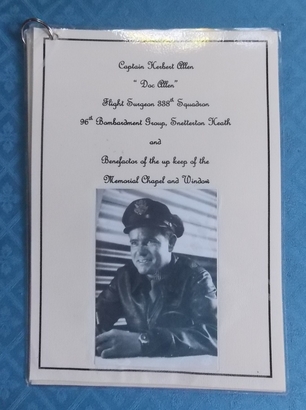 Captain Herbert Allen
" Doc Allen"
Flight Surgeon 338th Squadron
96th Bombardment Group, Snetterton Heath
and
Benefactor of the up keep of the
Memorial Chapel and Window